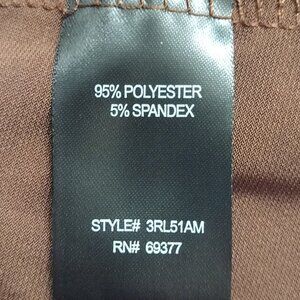 95% POLYESTER
5% SPANDEX
STYLE# 3RL51AM
RN# 69377